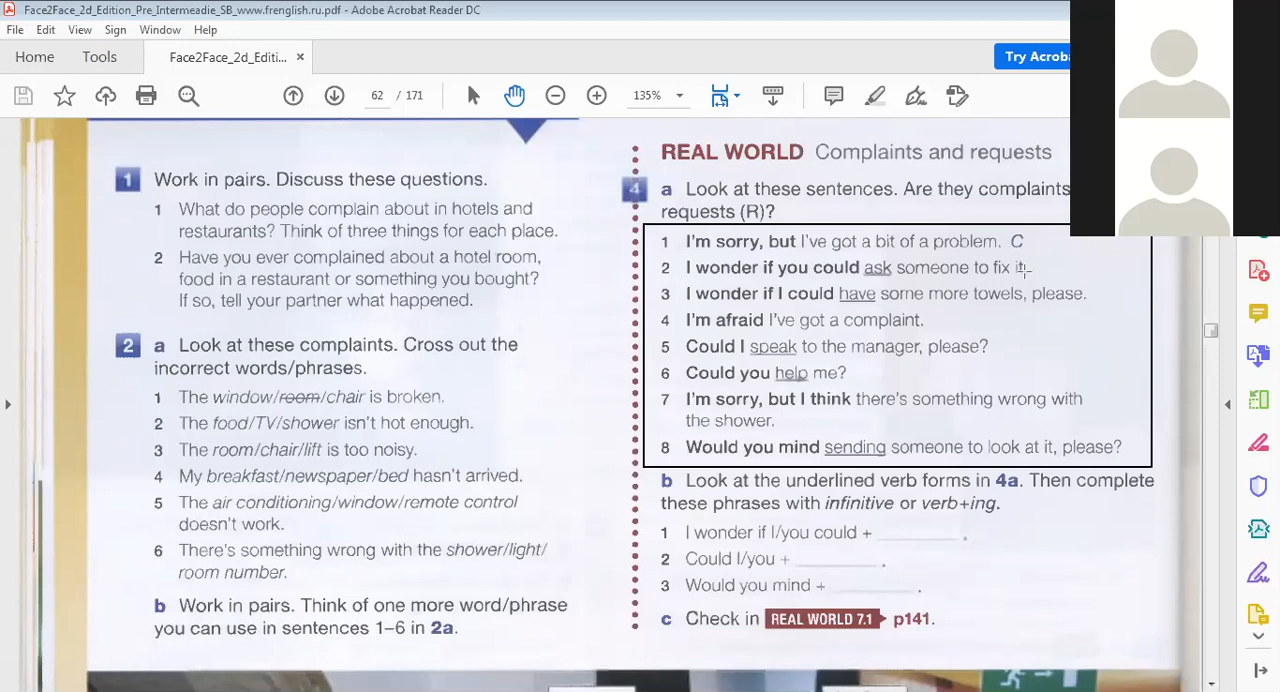 Face2Face_2d_Edition_Pre_Intermeadie_SB_www.frenglish.ru.pdf - Adobe Acrobat Reader DC
File Edit View Sign Window Help
Home Tools Face2Face_2d_Editi... × Try Acroba
62 / 171 135%
1 Work in pairs. Discuss these questions.
1 What do people complain about in hotels and
restaurants? Think of three things for each place.
2 Have you ever complained about a hotel room,
food in a restaurant or something you bought?
If so, tell your partner what happened.
2 a Look at these complaints. Cross out the
incorrect words/phrases.
1 The window/room/chair is broken.
2 The food/TV/shower isn't hot enough.
3 The room/chair/lift is too noisy.
4 My breakfast/newspaper/bed hasn't arrived.
5 The air conditioning/window/remote control
doesn't work.
6 There's something wrong with the shower/light/
room number.
b Work in pairs. Think of one more word/phrase
you can use in sentences 1–6 in 2a.
REAL WORLD Complaints and requests
4 a Look at these sentences. Are they complaints
requests (R)?
1 I'm sorry, but I've got a bit of a problem. C
2 I wonder if you could ask someone to fix it.
3 I wonder if I could have some more towels, please.
4 I'm afraid I've got a complaint.
5 Could I speak to the manager, please?
6 Could you help me?
7 I'm sorry, but I think there's something wrong with
the shower.
8 Would you mind sending someone to look at it, please?
b Look at the underlined verb forms in 4a. Then complete
these phrases with infinitive or verb+ing.
1 I wonder if I/you could + ________ .
2 Could I/you + ________ .
3 Would you mind + ________ .
c Check in REAL WORLD 7.1 p141.